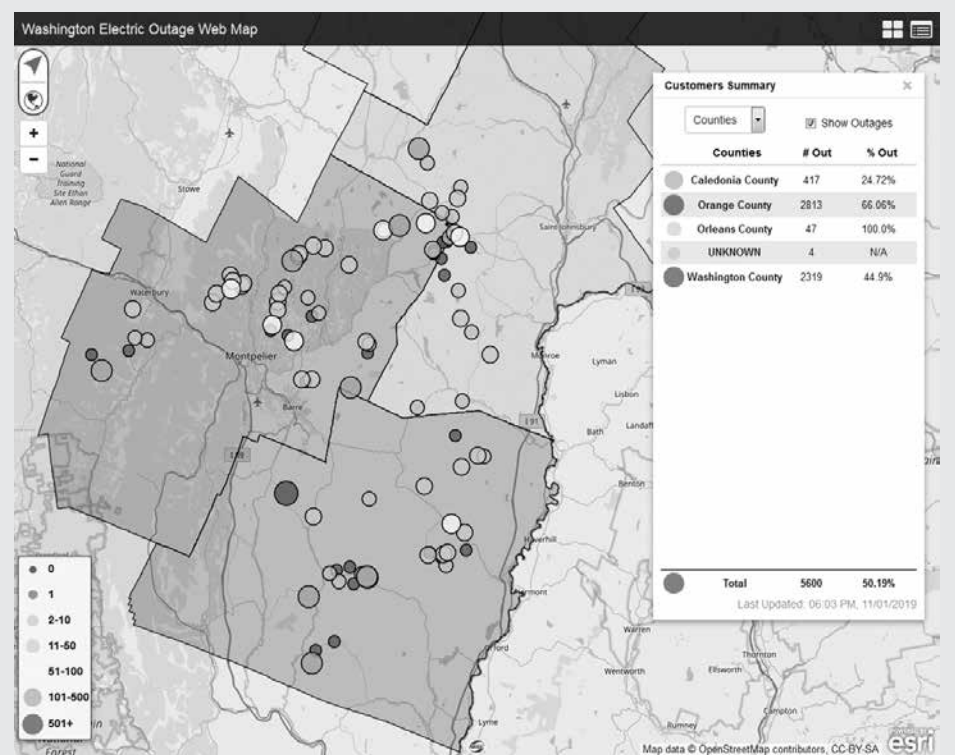 Washington Electric Outage Web Map
Customers Summary
×
Counties
Show Outages
Counties # Out % Out
Caledonia County 417 24.72%
Orange County 2813 66.06%
Orleans County 47 100.0%
UNKNOWN 4 N/A
Washington County 2319 44.9%
Total 5600 50.19%
Last Updated: 06:03 PM, 11/01/2019
+
−
National
Guard
Training
Site Ethan
Allen Range
Stowe
Saint Johnsbury
Waterbury
Montpelier
Barre
Monroe
Lyman
Lisbon
Bath
Landaff
I 91
I 89
Benton
Haverhill
Warren
Wentworth
Ellsworth
Thornton
Campton
Rumney
Lyme
0
1
2-10
11-50
51-100
101-500
501+
Forest
Map data © OpenStreetMap contributors, CC-BY-SA
esri